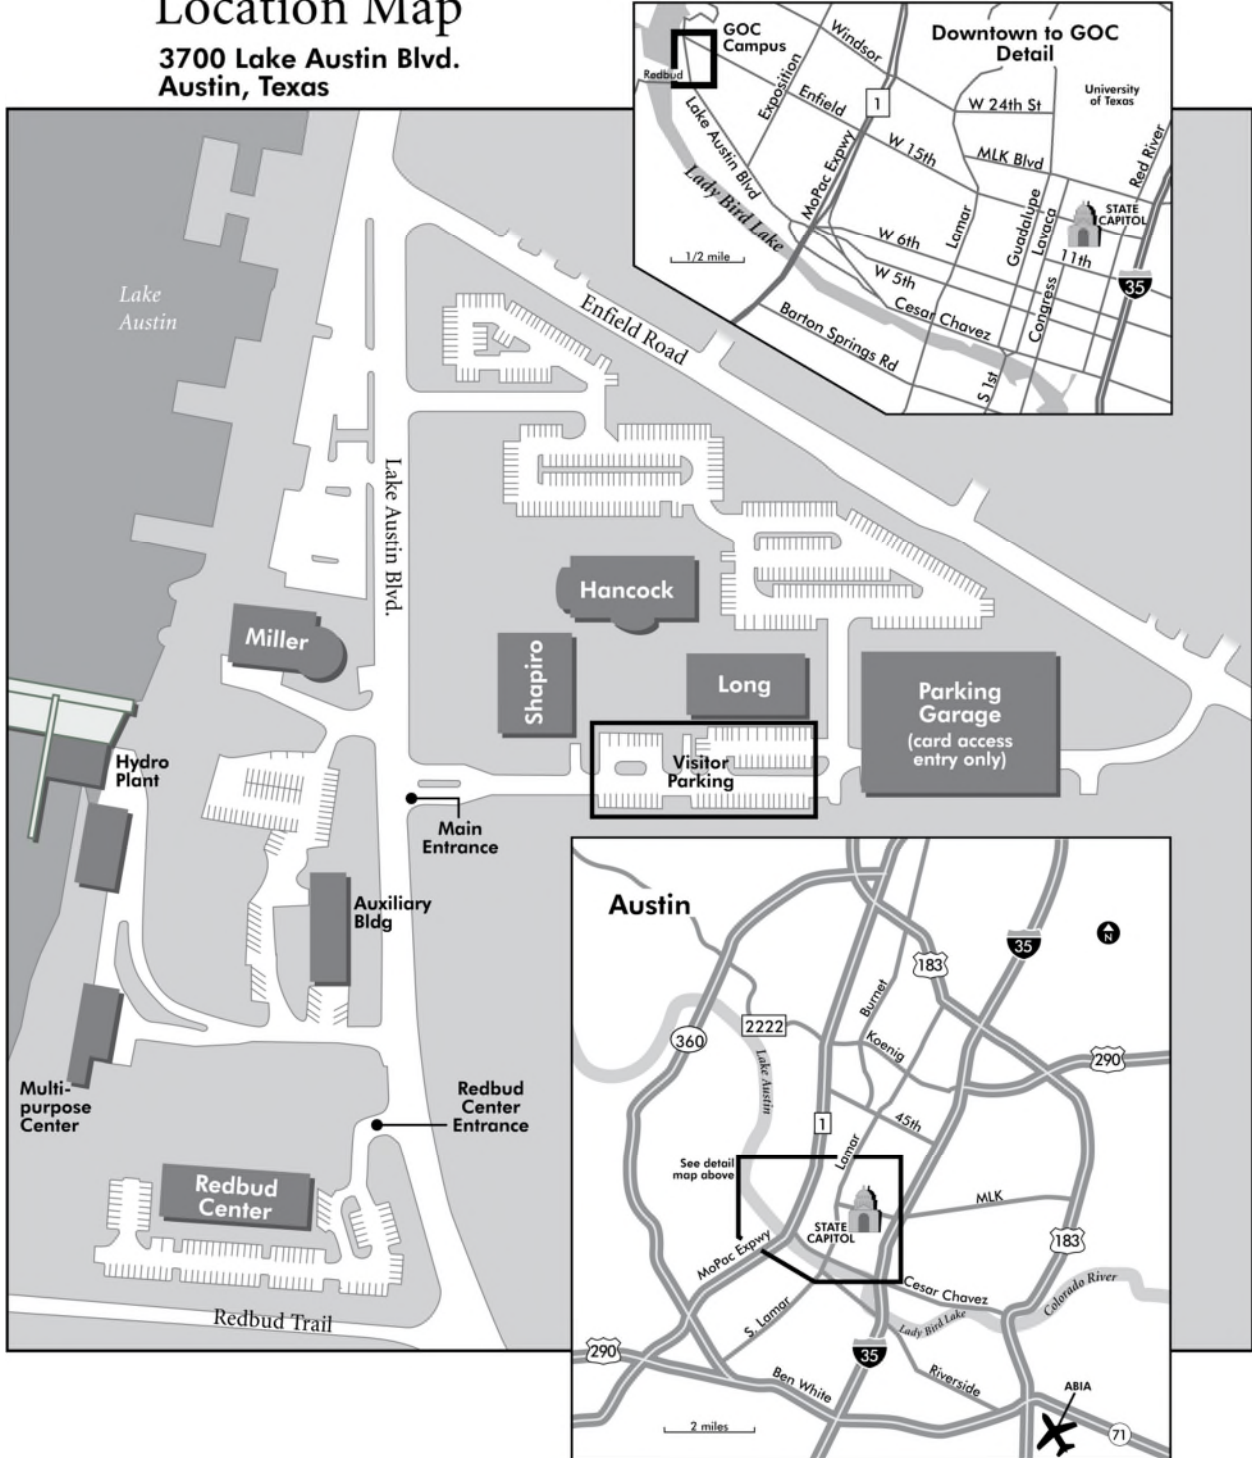 Location Map
3700 Lake Austin Blvd.
Austin, Texas
GOC
Campus
Redbud
Windsor
Downtown to GOC
Detail
University
of Texas
Exposition
Enfield
1
W 24th St
Lake Austin Blvd
W 15th
MLK Blvd
Red River
MoPac Expwy
Lady Bird Lake
Lamar
Guadalupe
Lavaca
STATE
CAPITOL
W 6th
11th
1/2 mile
W 5th
35
Congress
Cesar Chavez
Barton Springs Rd
S 1st
Lake
Austin
Enfield Road
Lake Austin Blvd.
Hancock
Miller
Shapiro
Long
Parking
Garage
(card access
entry only)
Visitor
Parking
Hydro
Plant
Main
Entrance
Auxiliary
Bldg
Multi-
purpose
Center
Redbud
Center
Entrance
Redbud
Center
Redbud Trail
Austin
N
35
183
Burnet
2222
360
Koenig
290
Lake Austin
1
45th
Lamar
See detail
map above
MLK
STATE
CAPITOL
183
MoPac Expwy
Cesar Chavez
Colorado River
S. Lamar
Lady Bird Lake
290
35
Ben White
Riverside
ABIA
2 miles
71